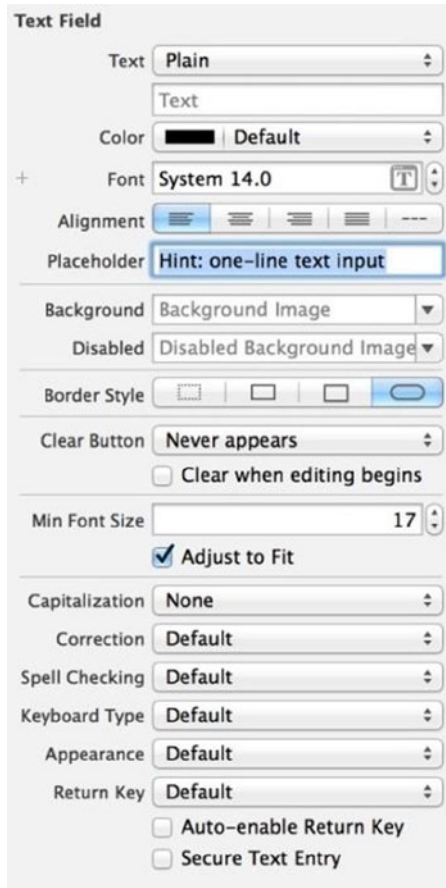 Text Field
Text Plain
Text
Color Default
+ Font System 14.0 T
Alignment ---
Placeholder Hint: one-line text input
Background Background Image
Disabled Disabled Background Image
Border Style
Clear Button Never appears
Clear when editing begins
Min Font Size 17
Adjust to Fit
Capitalization None
Correction Default
Spell Checking Default
Keyboard Type Default
Appearance Default
Return Key Default
Auto-enable Return Key
Secure Text Entry